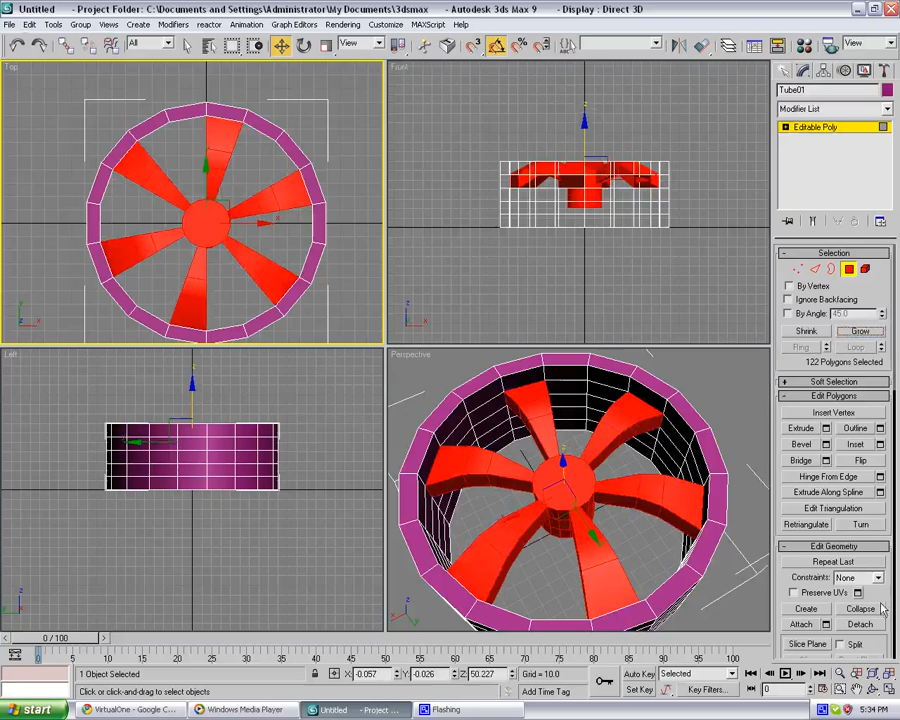 Untitled - Project Folder: C:\Documents and Settings\Administrator\My Documents\3dsmax - Autodesk 3ds Max 9 - Display : Direct 3D
File Edit Tools Group Views Create Modifiers reactor Animation Graph Editors Rendering Customize MAXScript Help
All View View
Top
Front
Left
Perspective
x
z
z
x
y
z
x
z
x
z
y
z
x
y
Tube01
Modifier List
Editable Poly
Selection
By Vertex
Ignore Backfacing
By Angle: 45.0
Shrink Grow
Ring Loop
122 Polygons Selected
Soft Selection
Edit Polygons
Insert Vertex
Extrude Outline
Bevel Inset
Bridge Flip
Hinge From Edge
Extrude Along Spline
Edit Triangulation
Retriangulate Turn
Edit Geometry
Repeat Last
Constraints: None
Preserve UVs
Create Collapse
Attach Detach
Slice Plane Split
0 / 100
0 5 10 15 20 25 30 35 40 45 50 55 60 65 70 75 80 85 90 95 100
1 Object Selected X: -0.057 Y: -0.026 Z: 50.227 Grid = 10.0 Auto Key Selected
Click or click-and-drag to select objects Add Time Tag Set Key Key Filters... 0
start VirtualOne - Google C... Windows Media Player Untitled - Project ... Flashing 5:34 PM